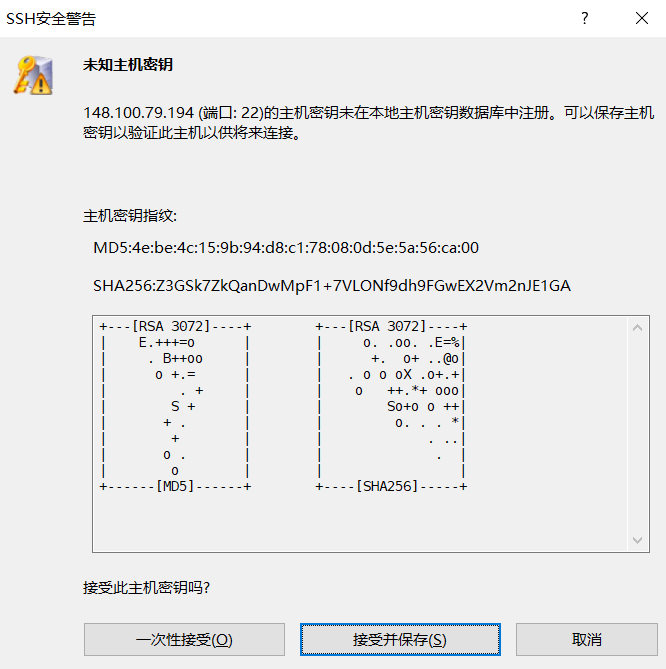 SSH安全警告
未知主机密钥
148.100.79.194 (端口: 22)的主机密钥未在本地主机密钥数据库中注册。可以保存主机
密钥以验证此主机以供将来连接。
主机密钥指纹:
MD5:4e:be:4c:15:9b:94:d8:c1:78:08:0d:5e:5a:56:ca:00
SHA256:Z3GSk7ZkQanDwMpF1+7VLONf9dh9FGwEX2Vm2nJE1GA
+---[RSA 3072]----+       +---[RSA 3072]----+
|    E.+++=o      |       |     o. .oo. .E=%|
|     . B++oo     |       |      +.  o+ ..@o|
|      o +.=      |       |   . o o oX .o+.+|
|         . +     |       |    o   ++.*+ ooo|
|        S +      |       |        So+o o ++|
|       + .       |       |         o. . . *|
|        +        |       |             . ..|
|       o .       |       |              .  |
|        o        |       |                 |
+------[MD5]------+       +----[SHA256]-----+
接受此主机密钥吗?
一次性接受(O) 接受并保存(S) 取消